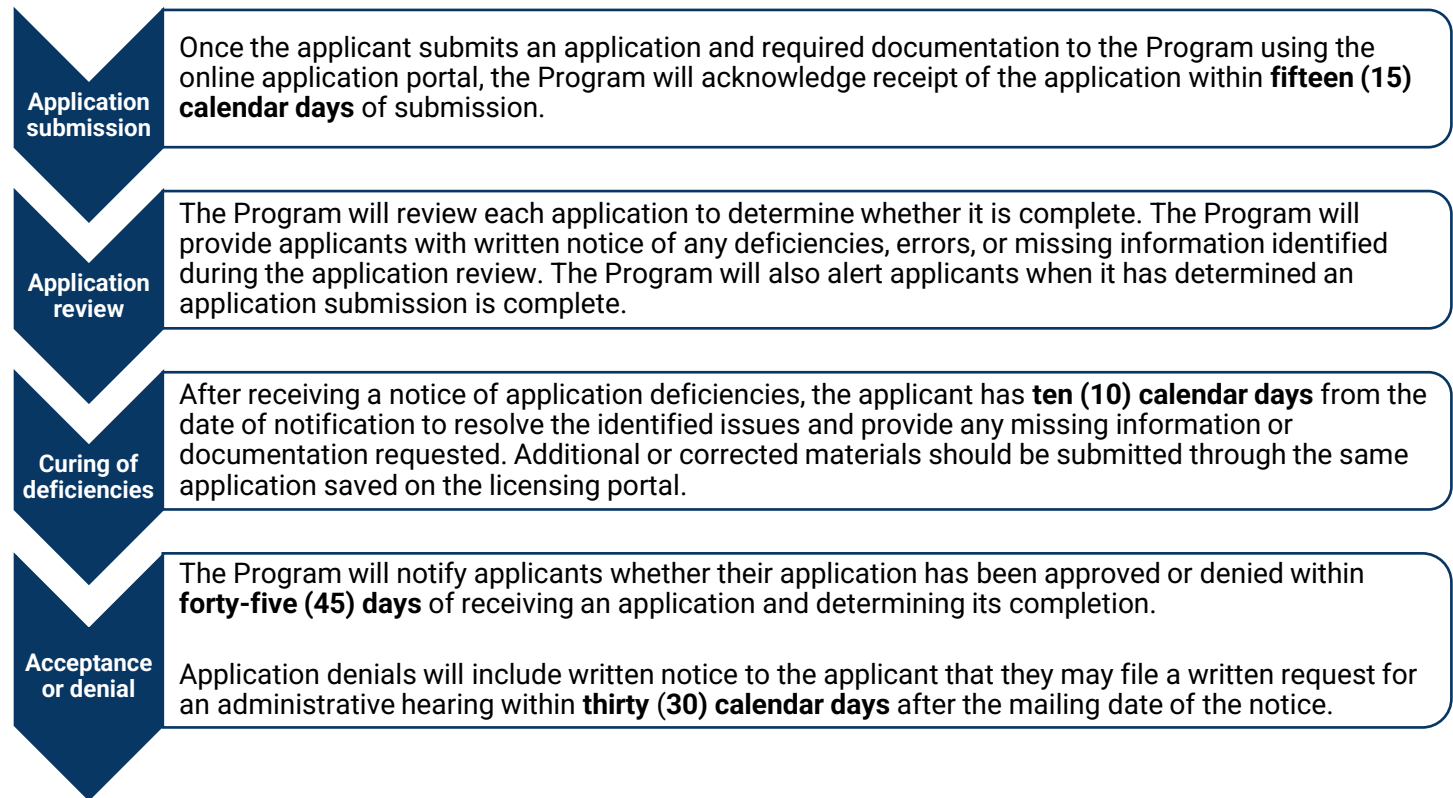 Application
submission
Once the applicant submits an application and required documentation to the Program using the
online application portal, the Program will acknowledge receipt of the application within fifteen (15)
calendar days of submission.
Application
review
The Program will review each application to determine whether it is complete. The Program will
provide applicants with written notice of any deficiencies, errors, or missing information identified
during the application review. The Program will also alert applicants when it has determined an
application submission is complete.
Curing of
deficiencies
After receiving a notice of application deficiencies, the applicant has ten (10) calendar days from the
date of notification to resolve the identified issues and provide any missing information or
documentation requested. Additional or corrected materials should be submitted through the same
application saved on the licensing portal.
Acceptance
or denial
The Program will notify applicants whether their application has been approved or denied within
forty-five (45) days of receiving an application and determining its completion.
Application denials will include written notice to the applicant that they may file a written request for
an administrative hearing within thirty (30) calendar days after the mailing date of the notice.